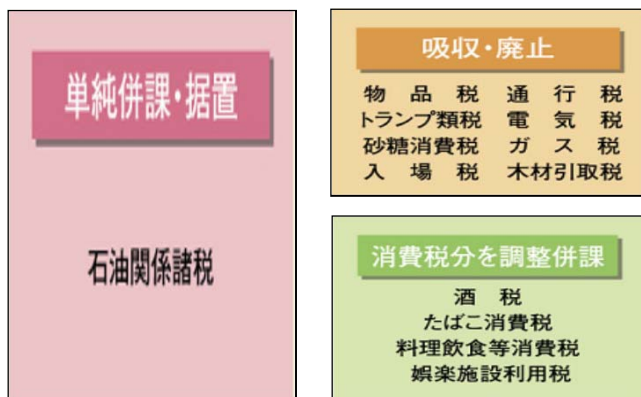 単純併課・据置
石油関係諸税
吸収・廃止
物品税 通行税
トランプ類税 電気税
砂糖消費税 ガス税
入場税 木材引取税
消費税分を調整併課
酒税
たばこ消費税
料理飲食等消費税
娯楽施設利用税